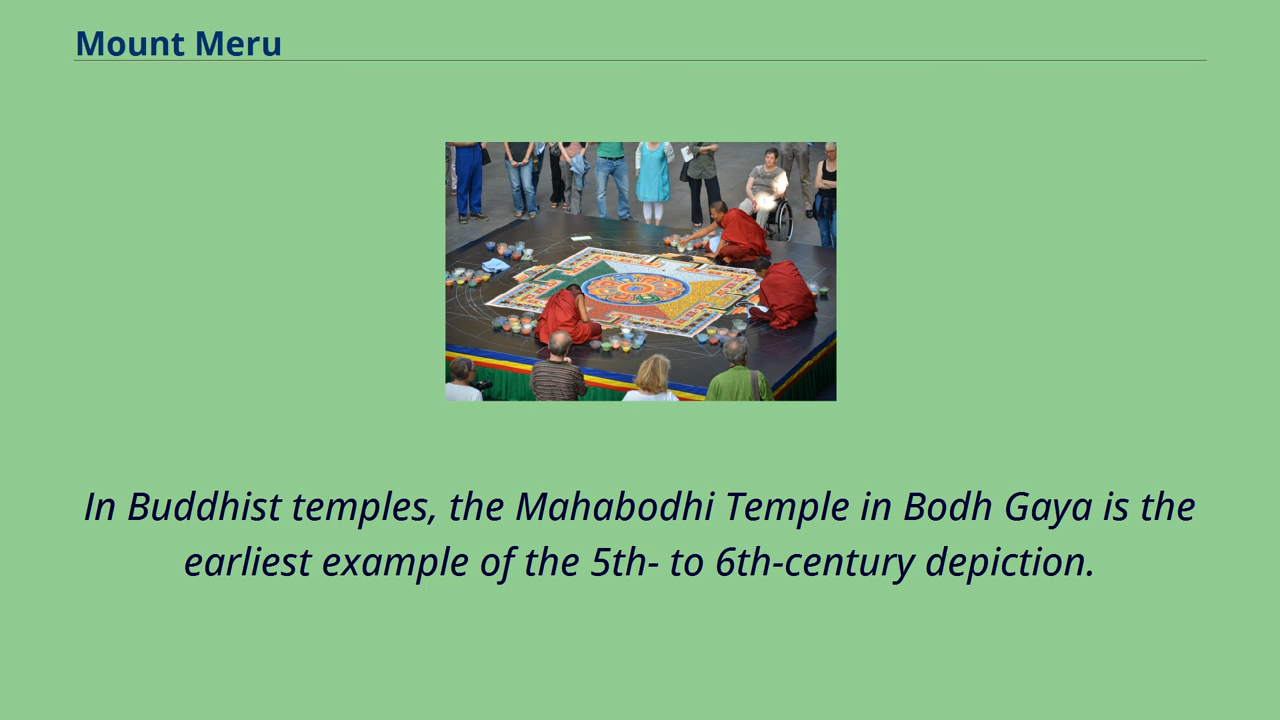 Mount Meru
In Buddhist temples, the Mahabodhi Temple in Bodh Gaya is the
earliest example of the 5th- to 6th-century depiction.